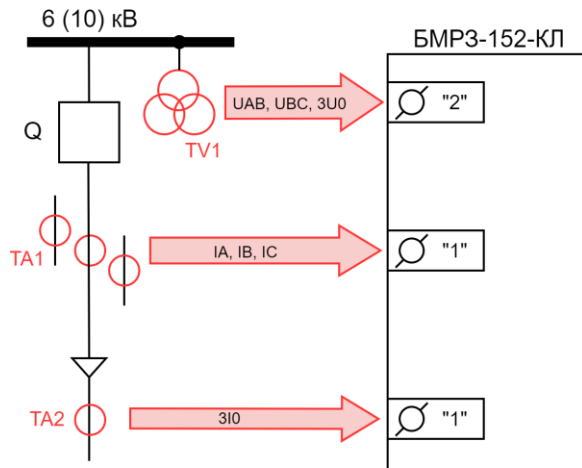 6 (10) кВ
БМРЗ-152-КЛ
UAB, UBC, 3U0
"2"
Q
TV1
TA1
IA, IB, IC
"1"
TA2
3I0
"1"